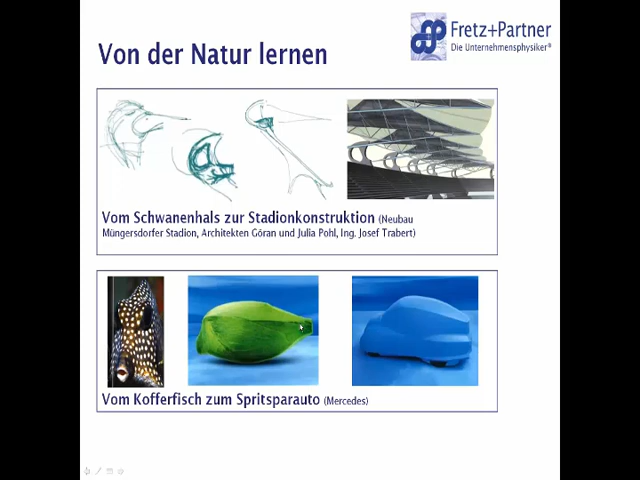 Fretz+Partner
Die Unternehmensphysiker®
Von der Natur lernen
Vom Schwanenhals zur Stadionkonstruktion (Neubau
Müngersdorfer Stadion, Architekten Göran und Julia Pohl, Ing. Josef Trabert)
Vom Kofferfisch zum Spritsparauto (Mercedes)